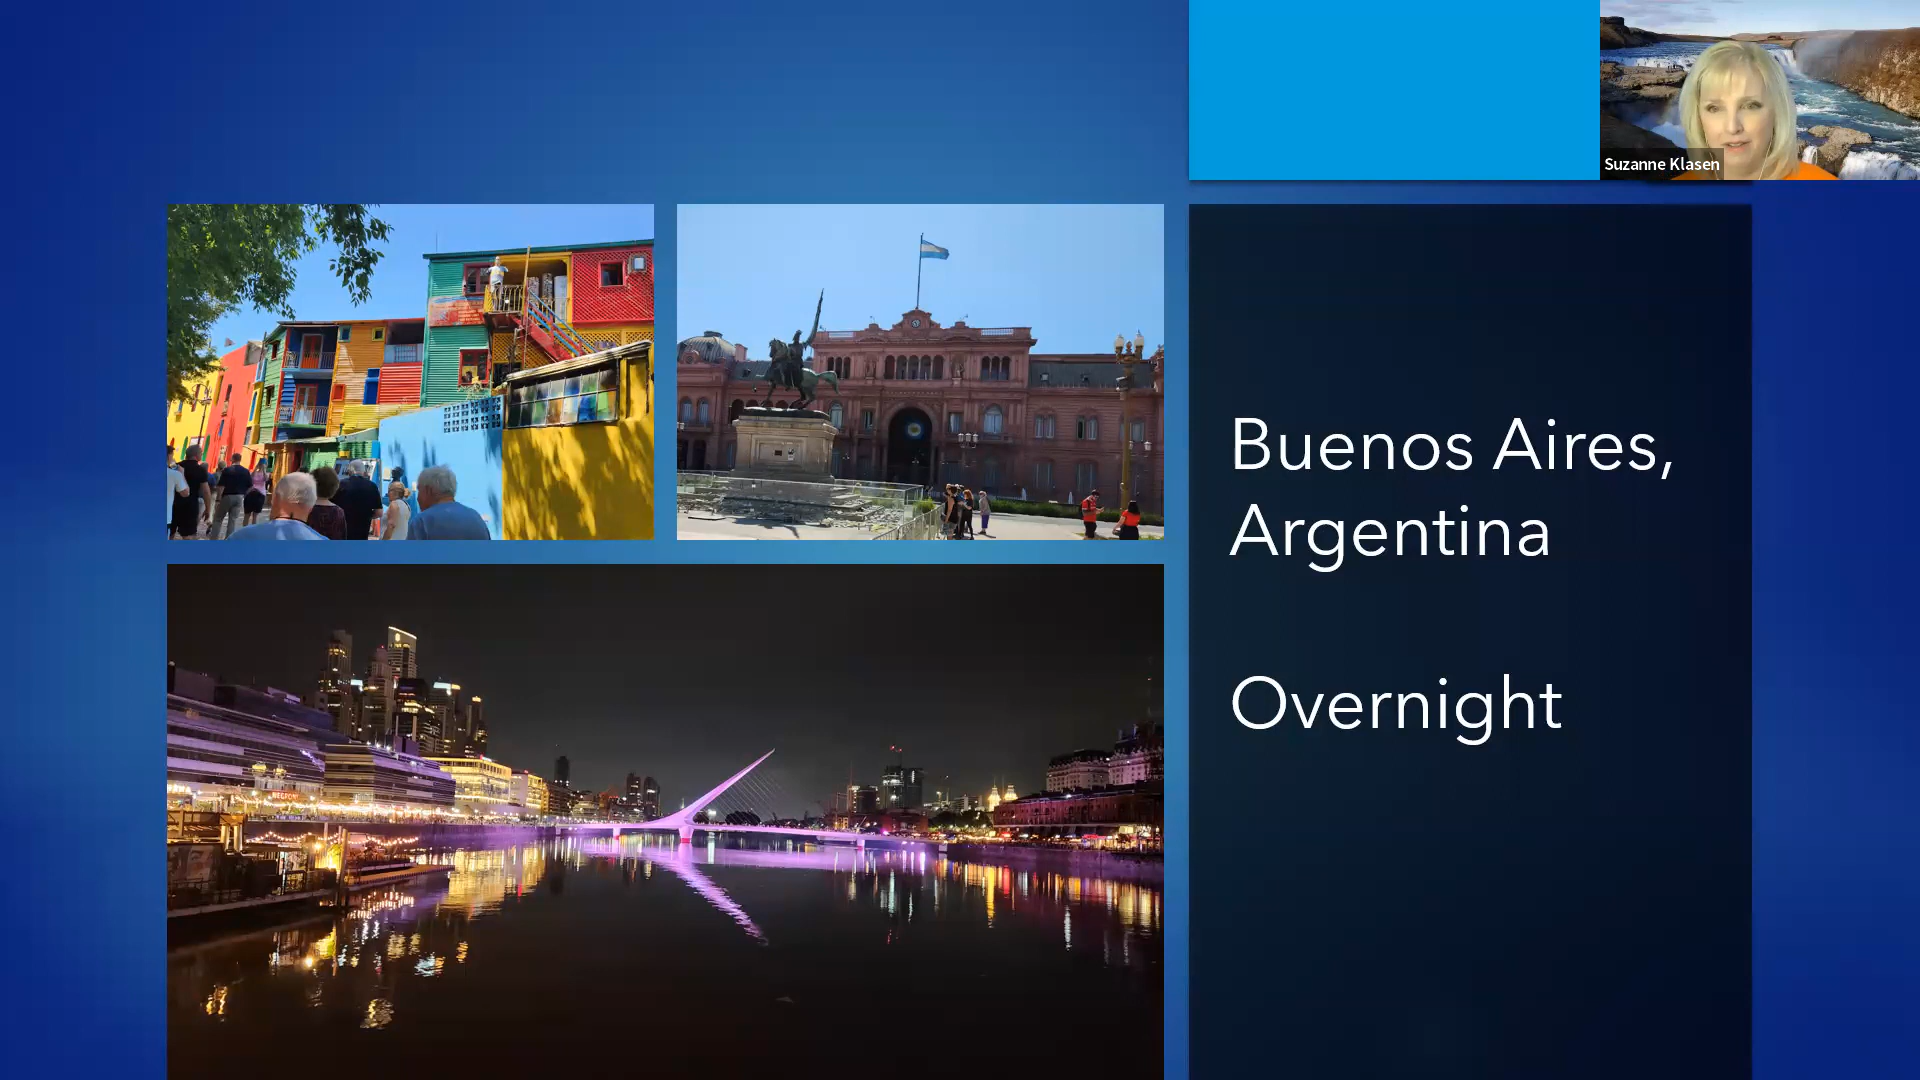 Suzanne Klasen
Buenos Aires,
Argentina
Overnight